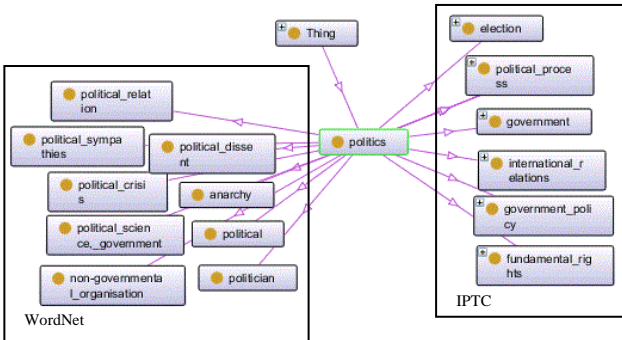 Thing
election
political_proce
ss
government
international_r
elations
government_poli
cy
fundamental_rig
hts
IPTC
politics
political_relat
ion
political_sympa
thies
political_disse
nt
political_crisi
s
anarchy
political_scien
ce,_government
political
non-governmenta
l_organisation
politician
WordNet